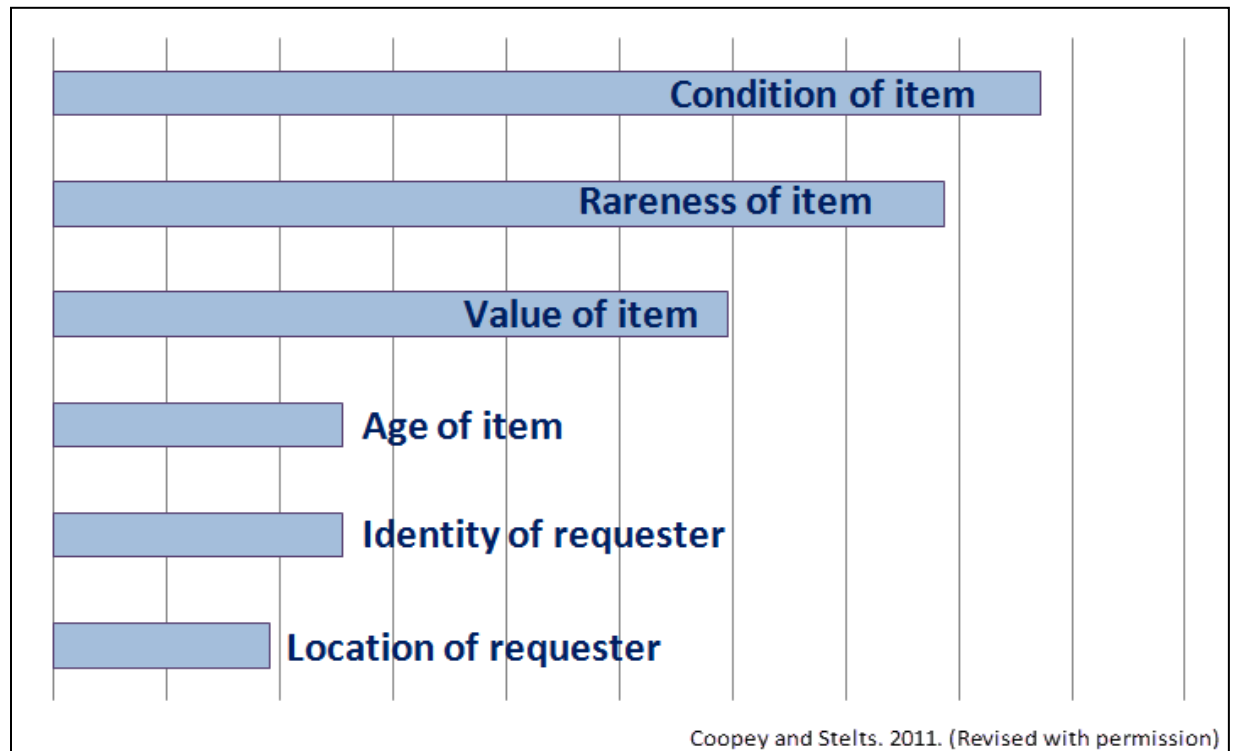 Condition of item
Rareness of item
Value of item
Age of item
Identity of requester
Location of requester
Coopey and Stelts. 2011. (Revised with permission)